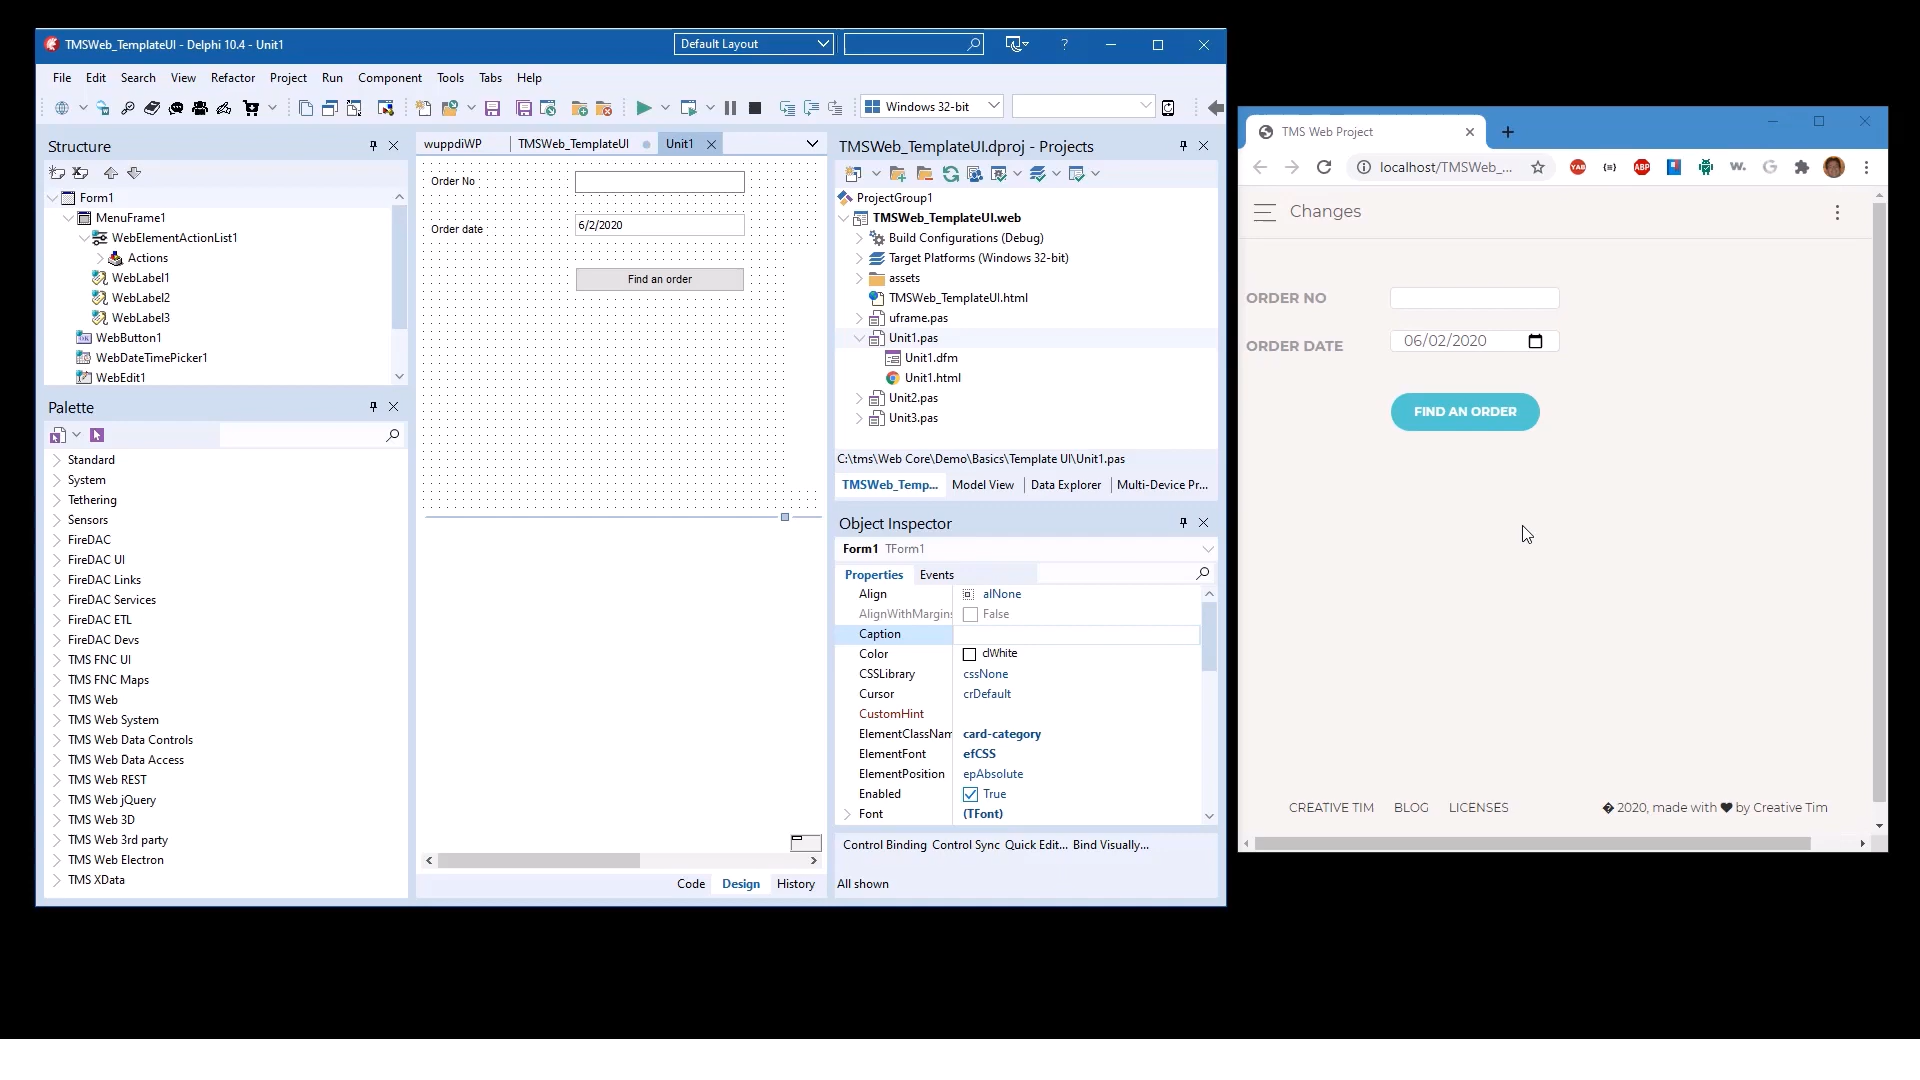 TMSWeb_TemplateUI - Delphi 10.4 - Unit1
Default Layout
?
File Edit Search View Refactor Project Run Component Tools Tabs Help
Windows 32-bit
Structure
Form1
MenuFrame1
WebElementActionList1
Actions
WebLabel1
WebLabel2
WebLabel3
WebButton1
WebDateTimePicker1
WebEdit1
Palette
Standard
System
Tethering
Sensors
FireDAC
FireDAC UI
FireDAC Links
FireDAC Services
FireDAC ETL
FireDAC Devs
TMS FNC UI
TMS FNC Maps
TMS Web
TMS Web System
TMS Web Data Controls
TMS Web Data Access
TMS Web REST
TMS Web jQuery
TMS Web 3D
TMS Web 3rd party
TMS Web Electron
TMS XData
wuppdiWP TMSWeb_TemplateUI Unit1
Order No
Order date 6/2/2020
Find an order
Code Design History
TMSWeb_TemplateUI.dproj - Projects
ProjectGroup1
TMSWeb_TemplateUI.web
Build Configurations (Debug)
Target Platforms (Windows 32-bit)
assets
TMSWeb_TemplateUI.html
uframe.pas
Unit1.pas
Unit1.dfm
Unit1.html
Unit2.pas
Unit3.pas
C:\tms\Web Core\Demo\Basics\Template UI\Unit1.pas
TMSWeb_Temp... Model View Data Explorer Multi-Device Pr...
Object Inspector
Form1 TForm1
Properties Events
Align alNone
AlignWithMargins False
Caption
Color clWhite
CSSLibrary cssNone
Cursor crDefault
CustomHint
ElementClassNam card-category
ElementFont efCSS
ElementPosition epAbsolute
Enabled True
Font (TFont)
Control Binding Control Sync Quick Edit... Bind Visually...
All shown
TMS Web Project
localhost/TMSWeb_...
YAB
ABP
W.
G
Changes
ORDER NO
ORDER DATE 06/02/2020
FIND AN ORDER
CREATIVE TIM BLOG LICENSES � 2020, made with ♥ by Creative Tim